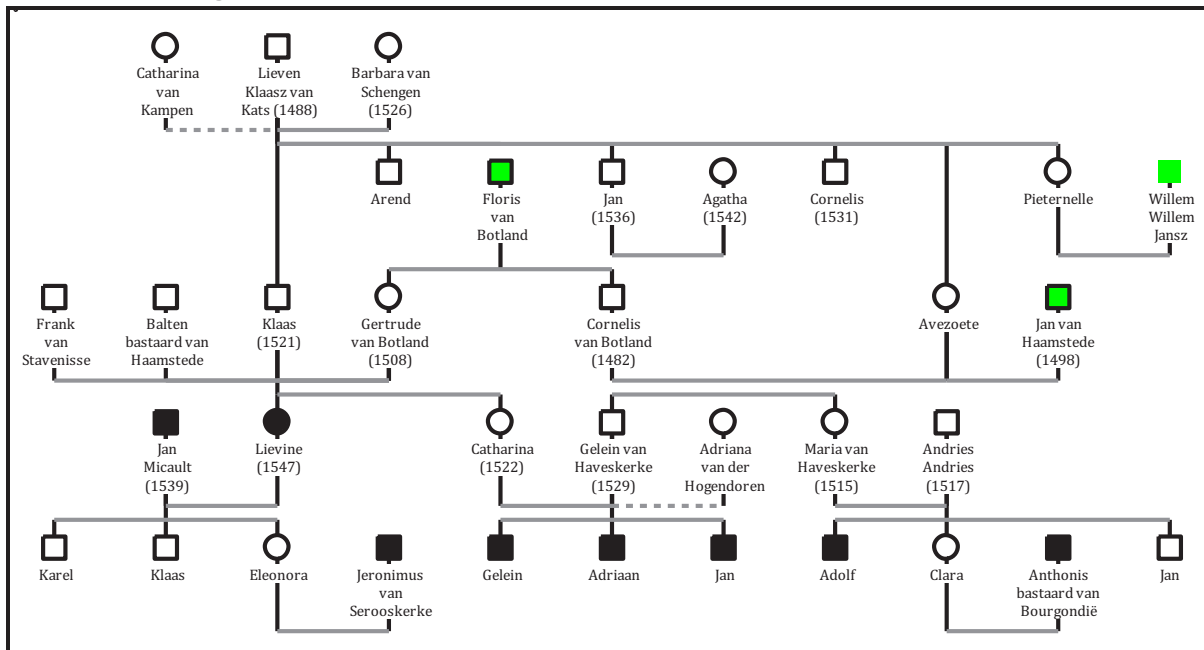 Catharina
van
Kampen
Lieven
Klaasz van
Kats (1488)
Barbara van
Schengen
(1526)
Arend
Floris
van
Botland
Jan
(1536)
Agatha
(1542)
Cornelis
(1531)
Pieternelle
Willem
Willem
Jansz
Frank
van
Stavenisse
Balten
bastaard van
Haamstede
Klaas
(1521)
Gertrude
van Botland
(1508)
Cornelis
van Botland
(1482)
Avezoete
Jan van
Haamstede
(1498)
Jan
Micault
(1539)
Lievine
(1547)
Catharina
(1522)
Gelein van
Haveskerke
(1529)
Adriana
van der
Hogendoren
Maria van
Haveskerke
(1515)
Andries
Andries
(1517)
Karel
Klaas
Eleonora
Jeronimus
van
Serooskerke
Gelein
Adriaan
Jan
Adolf
Clara
Anthonis
bastaard van
Bourgondië
Jan